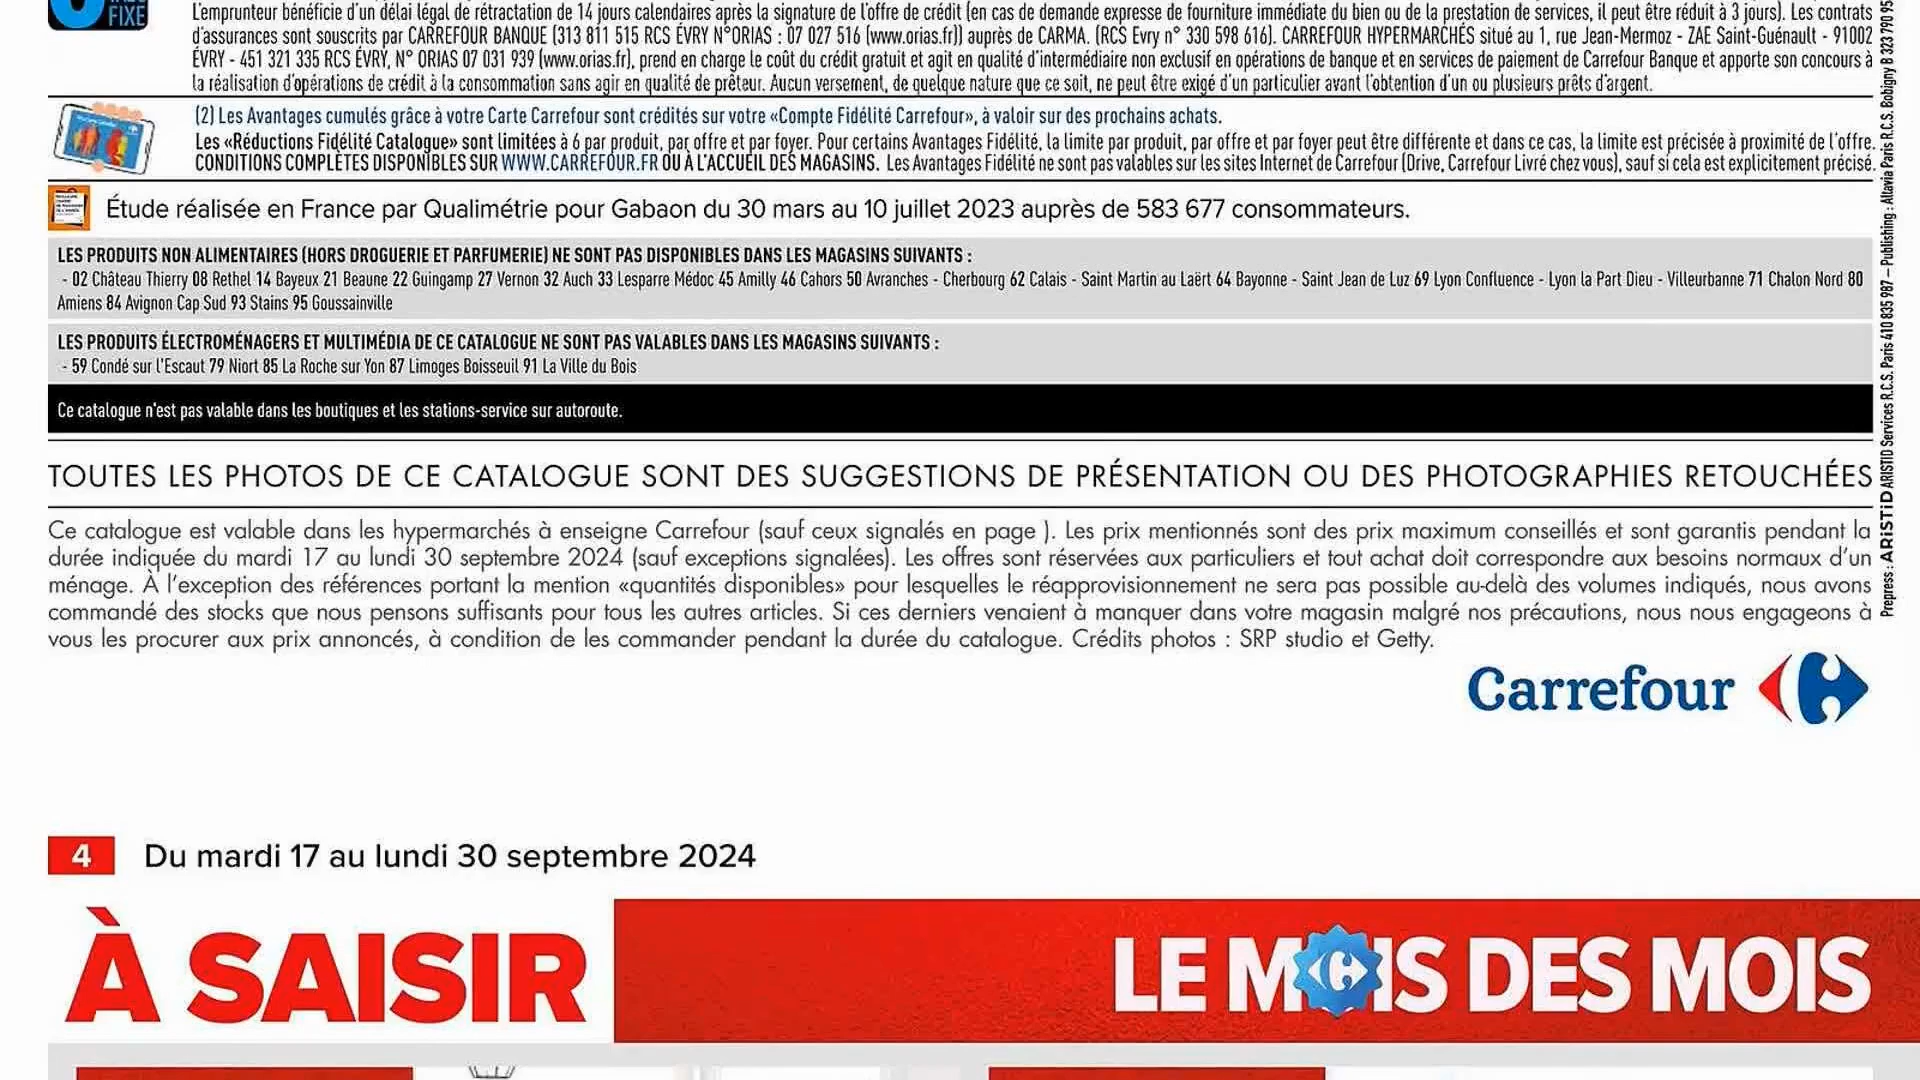 FIXE
L'emprunteur bénéficie d'un délai légal de rétractation de 14 jours calendaires après la signature de l'offre de crédit (en cas de demande expresse de fourniture immédiate du bien ou de la prestation de services, il peut être réduit à 3 jours). Les contrats
d'assurances sont souscrits par CARREFOUR BANQUE (313 811 515 RCS ÉVRY N°ORIAS : 07 027 516 (www.orias.fr)) auprès de CARMA. (RCS Evry n° 330 598 616). CARREFOUR HYPERMARCHÉS situé au 1, rue Jean-Mermoz - ZAE Saint-Guénault - 91002
ÉVRY - 451 321 335 RCS ÉVRY, N° ORIAS 07 031 939 (www.orias.fr), prend en charge le coût du crédit gratuit et agit en qualité d'intermédiaire non exclusif en opérations de banque et en services de paiement de Carrefour Banque et apporte son concours à
la réalisation d'opérations de crédit à la consommation sans agir en qualité de prêteur. Aucun versement, de quelque nature que ce soit, ne peut être exigé d'un particulier avant l'obtention d'un ou plusieurs prêts d'argent.
(2) Les Avantages cumulés grâce à votre Carte Carrefour sont crédités sur votre «Compte Fidélité Carrefour», à valoir sur des prochains achats.
Les «Réductions Fidélité Catalogue» sont limitées à 6 par produit, par offre et par foyer. Pour certains Avantages Fidélité, la limite par produit, par offre et par foyer peut être différente et dans ce cas, la limite est précisée à proximité de l'offre.
CONDITIONS COMPLÈTES DISPONIBLES SUR WWW.CARREFOUR.FR OU À L'ACCUEIL DES MAGASINS. Les Avantages Fidélité ne sont pas valables sur les sites Internet de Carrefour (Drive, Carrefour Livré chez vous), sauf si cela est explicitement précisé.
Étude réalisée en France par Qualimétrie pour Gabaon du 30 mars au 10 juillet 2023 auprès de 583 677 consommateurs.
LES PRODUITS NON ALIMENTAIRES (HORS DROGUERIE ET PARFUMERIE) NE SONT PAS DISPONIBLES DANS LES MAGASINS SUIVANTS :
- 02 Château Thierry 08 Rethel 14 Bayeux 21 Beaune 22 Guingamp 27 Vernon 32 Auch 33 Lesparre Médoc 45 Amilly 46 Cahors 50 Avranches - Cherbourg 62 Calais - Saint Martin au Laërt 64 Bayonne - Saint Jean de Luz 69 Lyon Confluence - Lyon la Part Dieu - Villeurbanne 71 Chalon Nord 80
Amiens 84 Avignon Cap Sud 93 Stains 95 Goussainville
LES PRODUITS ÉLECTROMÉNAGERS ET MULTIMÉDIA DE CE CATALOGUE NE SONT PAS VALABLES DANS LES MAGASINS SUIVANTS :
- 59 Condé sur l'Escaut 79 Niort 85 La Roche sur Yon 87 Limoges Boisseuil 91 La Ville du Bois
Ce catalogue n'est pas valable dans les boutiques et les stations-service sur autoroute.
TOUTES LES PHOTOS DE CE CATALOGUE SONT DES SUGGESTIONS DE PRÉSENTATION OU DES PHOTOGRAPHIES RETOUCHÉES
Ce catalogue est valable dans les hypermarchés à enseigne Carrefour (sauf ceux signalés en page ). Les prix mentionnés sont des prix maximum conseillés et sont garantis pendant la
durée indiquée du mardi 17 au lundi 30 septembre 2024 (sauf exceptions signalées). Les offres sont réservées aux particuliers et tout achat doit correspondre aux besoins normaux d'un
ménage. À l'exception des références portant la mention «quantités disponibles» pour lesquelles le réapprovisionnement ne sera pas possible au-delà des volumes indiqués, nous avons
commandé des stocks que nous pensons suffisants pour tous les autres articles. Si ces derniers venaient à manquer dans votre magasin malgré nos précautions, nous nous engageons à
vous les procurer aux prix annoncés, à condition de les commander pendant la durée du catalogue. Crédits photos : SRP studio et Getty.
Prepress : ARISTID ARISTID Services R.C.S. Paris 410 835 987 – Publishing : Altavia Paris R.C.S. Bobigny B 323 790 95
Carrefour
4 Du mardi 17 au lundi 30 septembre 2024
À SAISIR
LE MOIS DES MOIS